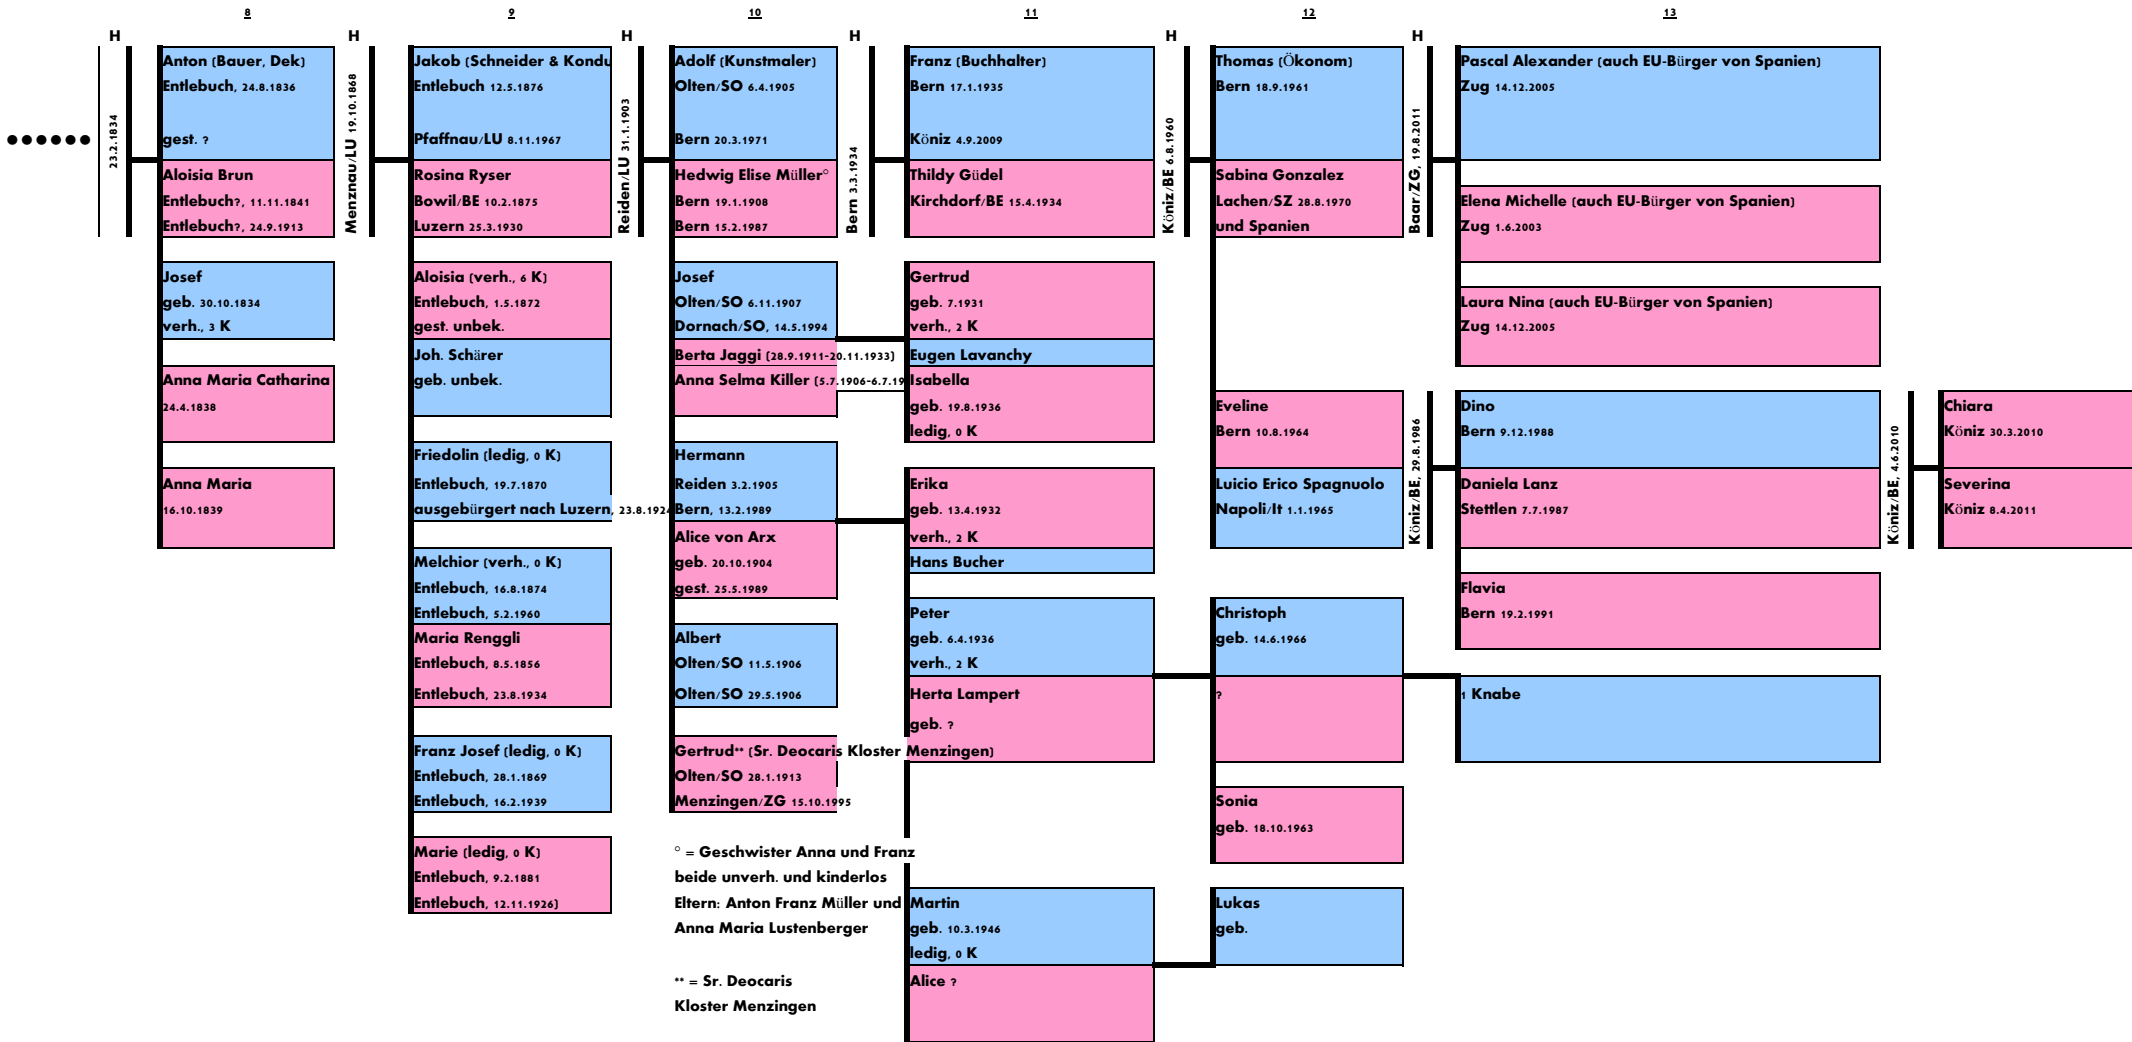 8
9
10
11
12
13
H
H
H
H
H
H
23.2.1834
Anton (Bauer, Dek)
Entlebuch, 24.8.1836
gest. ?
Aloisia Brun
Entlebuch?, 11.11.1841
Entlebuch?, 24.9.1913
Josef
geb. 30.10.1834
verh., 3 K
Anna Maria Catharina
24.4.1838
Anna Maria
16.10.1839
Menznau/LU 19.10.1868
Jakob (Schneider & Kondu
Entlebuch 12.5.1876
Pfaffnau/LU 8.11.1967
Rosina Ryser
Bowil/BE 10.2.1875
Luzern 25.3.1930
Aloisia (verh., 6 K)
Entlebuch, 1.5.1872
gest. unbek.
Joh. Schärer
geb. unbek.
Friedolin (ledig, 0 K)
Entlebuch, 19.7.1870
ausgebürgert nach Luzern, 23.8.1924
Melchior (verh., 0 K)
Entlebuch, 16.8.1874
Entlebuch, 5.2.1960
Maria Renggli
Entlebuch, 8.5.1856
Entlebuch, 23.8.1934
Franz Josef (ledig, 0 K)
Entlebuch, 28.1.1869
Entlebuch, 16.2.1939
Marie (ledig, 0 K)
Entlebuch, 9.2.1881
Entlebuch, 12.11.1926)
Reiden/LU 31.1.1903
Adolf (Kunstmaler)
Olten/SO 6.4.1905
Bern 20.3.1971
Hedwig Elise Müller°
Bern 19.1.1908
Bern 15.2.1987
Josef
Olten/SO 6.11.1907
Dornach/SO, 14.5.1994
Berta Jaggi (28.9.1911-20.11.1933)
Anna Selma Killer (5.7.1906-6.7.19
Hermann
Reiden 3.2.1905
Bern, 13.2.1989
Alice von Arx
geb. 20.10.1904
gest. 25.5.1989
Albert
Olten/SO 11.5.1906
Olten/SO 29.5.1906
Gertrud** (Sr. Deocaris Kloster Menzingen)
Olten/SO 28.1.1913
Menzingen/ZG 15.10.1995
° = Geschwister Anna und Franz
beide unverh. und kinderlos
Eltern: Anton Franz Müller und
Anna Maria Lustenberger
** = Sr. Deocaris
Kloster Menzingen
Bern 3.3.1934
Franz (Buchhalter)
Bern 17.1.1935
Köniz 4.9.2009
Thildy Güdel
Kirchdorf/BE 15.4.1934
Gertrud
geb. 7.1931
verh., 2 K
Eugen Lavanchy
Isabella
geb. 19.8.1936
ledig, 0 K
Erika
geb. 13.4.1932
verh., 2 K
Hans Bucher
Peter
geb. 6.4.1936
verh., 2 K
Herta Lampert
geb. ?
Martin
geb. 10.3.1946
ledig, 0 K
Alice ?
Köniz/BE 6.8.1960
Thomas (Ökonom)
Bern 18.9.1961
Sabina Gonzalez
Lachen/SZ 28.8.1970
und Spanien
Eveline
Bern 10.8.1964
Luicio Erico Spagnuolo
Napoli/It 1.1.1965
Christoph
geb. 14.6.1966
?
Sonia
geb. 18.10.1963
Lukas
geb.
Baar/ZG, 19.8.2011
Pascal Alexander (auch EU-Bürger von Spanien)
Zug 14.12.2005
Elena Michelle (auch EU-Bürger von Spanien)
Zug 1.6.2003
Laura Nina (auch EU-Bürger von Spanien)
Zug 14.12.2005
Köniz/BE, 29.8.1986
Dino
Bern 9.12.1988
Daniela Lanz
Stettlen 7.7.1987
Flavia
Bern 19.2.1991
1 Knabe
Köniz/BE, 4.6.2010
Chiara
Köniz 30.3.2010
Severina
Köniz 8.4.2011